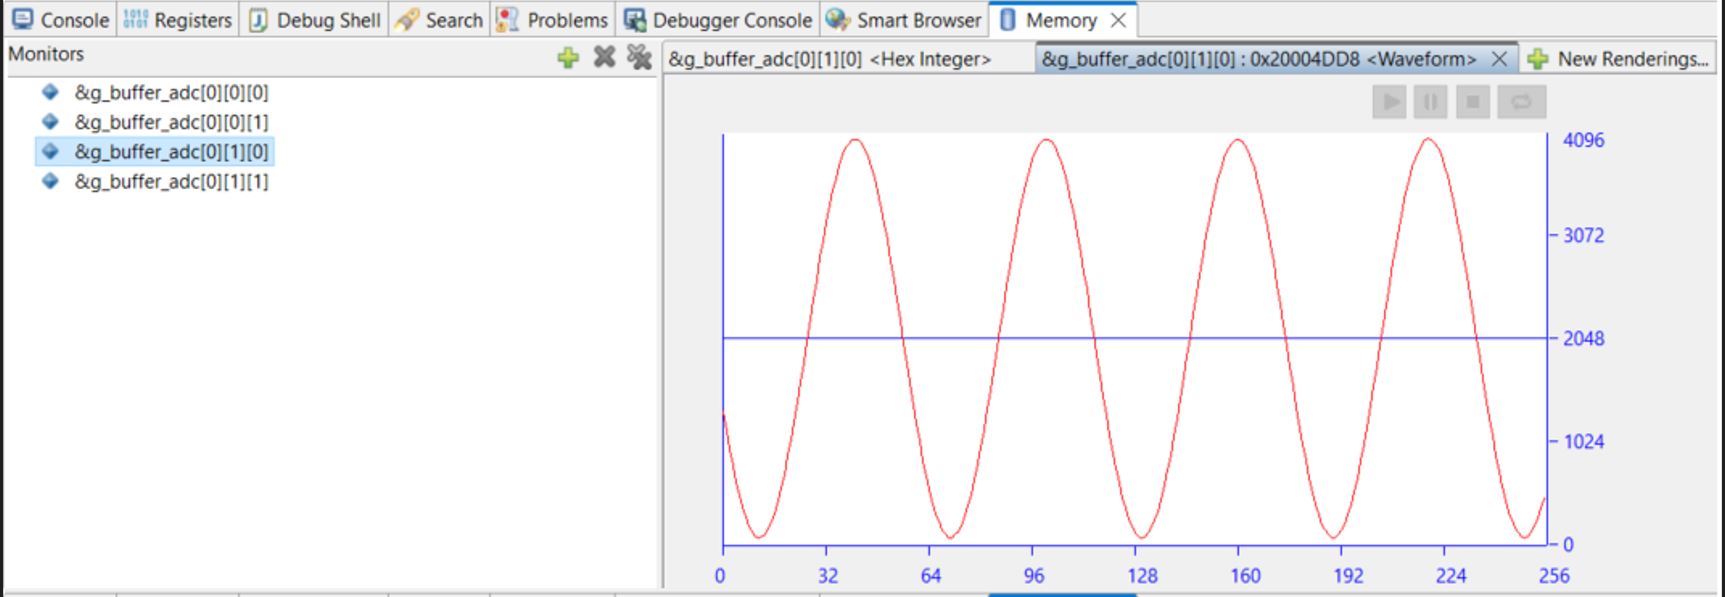 Console Registers Debug Shell Search Problems Debugger Console Smart Browser Memory
Monitors
&g_buffer_adc[0][0][0]
&g_buffer_adc[0][0][1]
&g_buffer_adc[0][1][0]
&g_buffer_adc[0][1][1]
&g_buffer_adc[0][1][0] <Hex Integer> &g_buffer_adc[0][1][0] : 0x20004DD8 <Waveform> New Renderings...
4096
3072
2048
1024
0
0 32 64 96 128 160 192 224 256